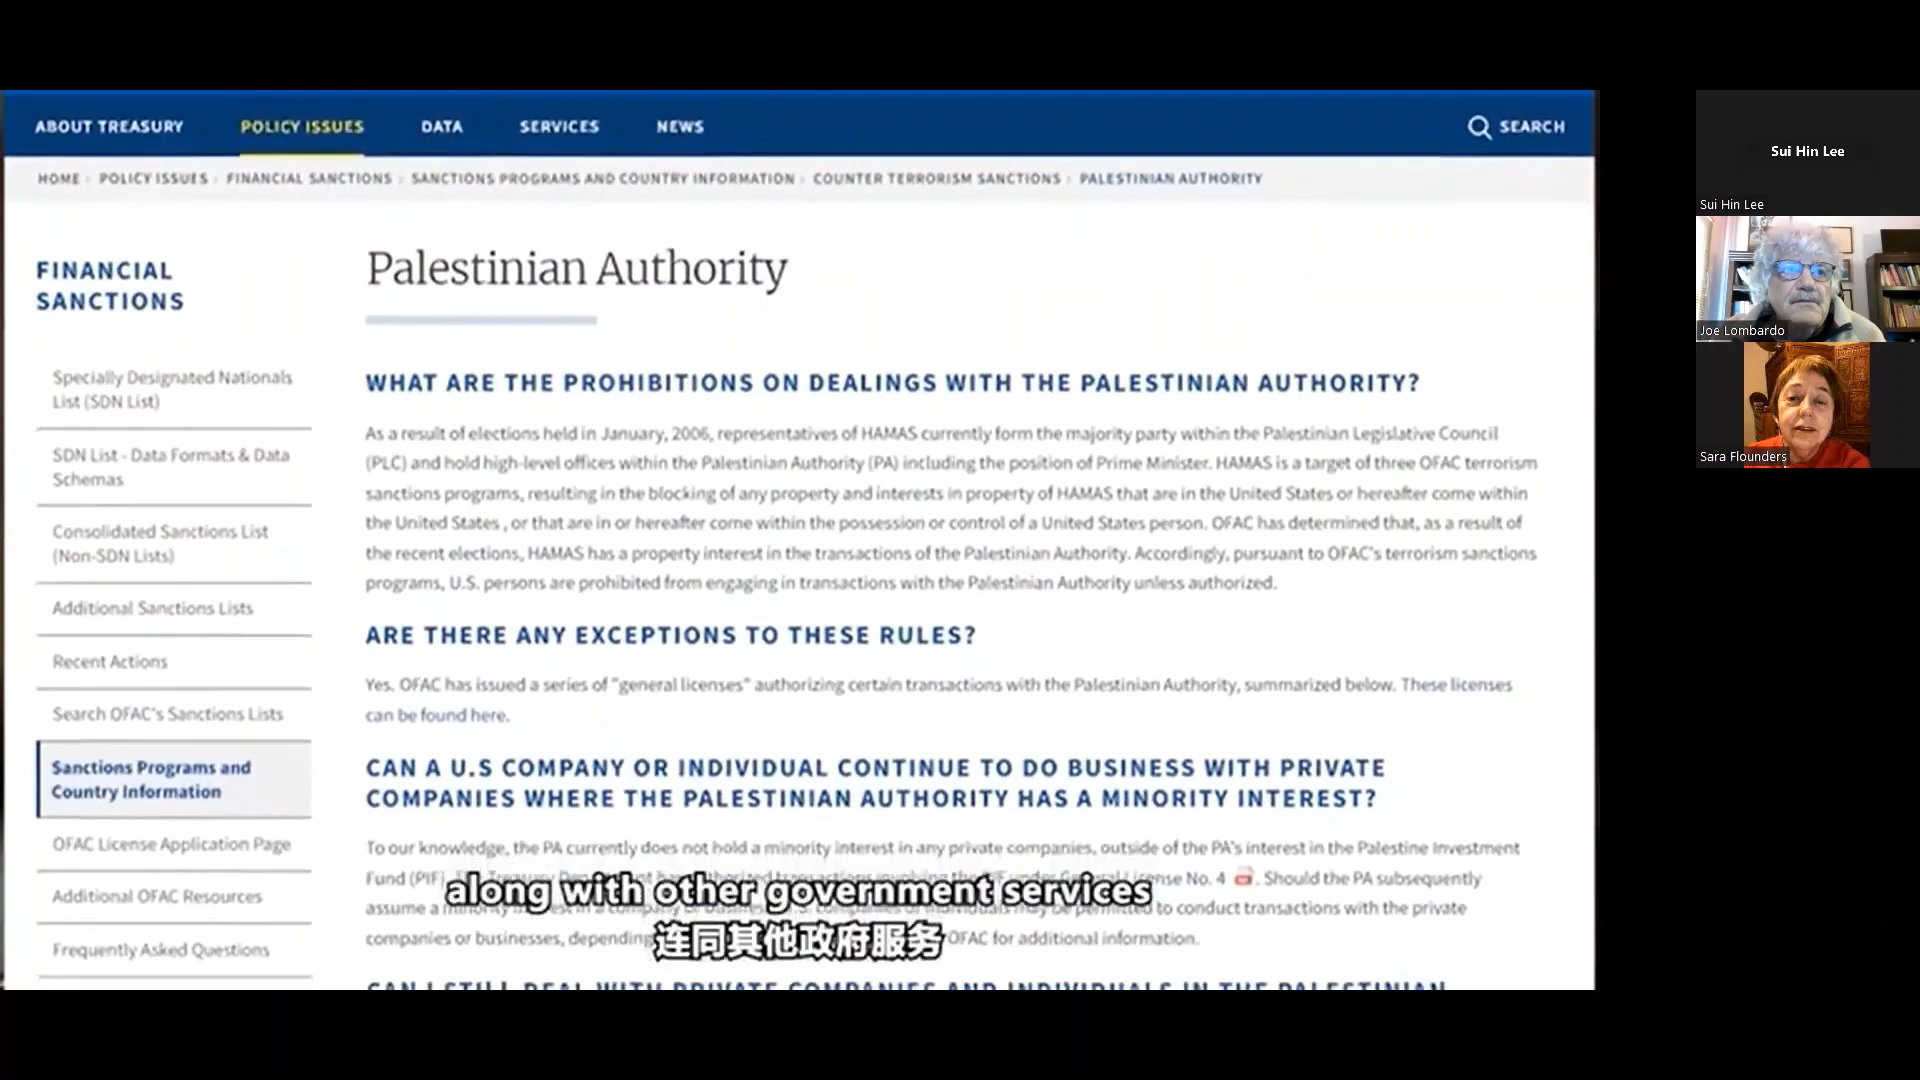 ABOUT TREASURY
POLICY ISSUES
DATA
SERVICES
NEWS
SEARCH
HOME › POLICY ISSUES › FINANCIAL SANCTIONS › SANCTIONS PROGRAMS AND COUNTRY INFORMATION › COUNTER TERRORISM SANCTIONS › PALESTINIAN AUTHORITY
FINANCIAL
SANCTIONS
Specially Designated Nationals
List (SDN List)
SDN List - Data Formats & Data
Schemas
Consolidated Sanctions List
(Non-SDN Lists)
Additional Sanctions Lists
Recent Actions
Search OFAC's Sanctions Lists
Sanctions Programs and
Country Information
OFAC License Application Page
Additional OFAC Resources
Frequently Asked Questions
Palestinian Authority
WHAT ARE THE PROHIBITIONS ON DEALINGS WITH THE PALESTINIAN AUTHORITY?
As a result of elections held in January, 2006, representatives of HAMAS currently form the majority party within the Palestinian Legislative Council
(PLC) and hold high-level offices within the Palestinian Authority (PA) including the position of Prime Minister. HAMAS is a target of three OFAC terrorism
sanctions programs, resulting in the blocking of any property and interests in property of HAMAS that are in the United States or hereafter come within
the United States , or that are in or hereafter come within the possession or control of a United States person. OFAC has determined that, as a result of
the recent elections, HAMAS has a property interest in the transactions of the Palestinian Authority. Accordingly, pursuant to OFAC's terrorism sanctions
programs, U.S. persons are prohibited from engaging in transactions with the Palestinian Authority unless authorized.
ARE THERE ANY EXCEPTIONS TO THESE RULES?
Yes. OFAC has issued a series of "general licenses" authorizing certain transactions with the Palestinian Authority, summarized below. These licenses
can be found here.
CAN A U.S COMPANY OR INDIVIDUAL CONTINUE TO DO BUSINESS WITH PRIVATE
COMPANIES WHERE THE PALESTINIAN AUTHORITY HAS A MINORITY INTEREST?
To our knowledge, the PA currently does not hold a minority interest in any private companies, outside of the PA's interest in the Palestine Investment
Fund (PIF). No. 4 . Should the PA subsequently
assume a to conduct transactions with the private
companies or businesses, depending OFAC for additional information.
CAN I STILL DEAL WITH PRIVATE COMPANIES AND INDIVIDUALS IN THE PALESTINIAN
along with other government services
连同其他政府服务
Sui Hin Lee
Sui Hin Lee
Joe Lombardo
Sara Flounders